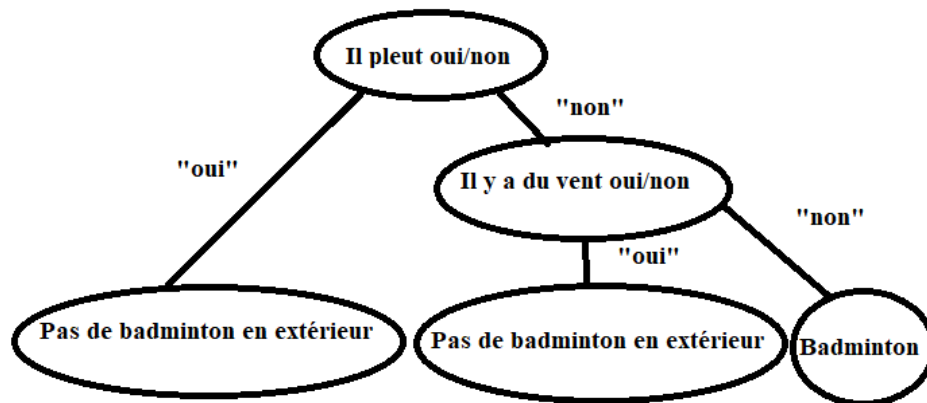 Il pleut oui/non
"non"
"oui"
Il y a du vent oui/non
"non"
"oui"
Pas de badminton en extérieur
Pas de badminton en extérieur
Badminton